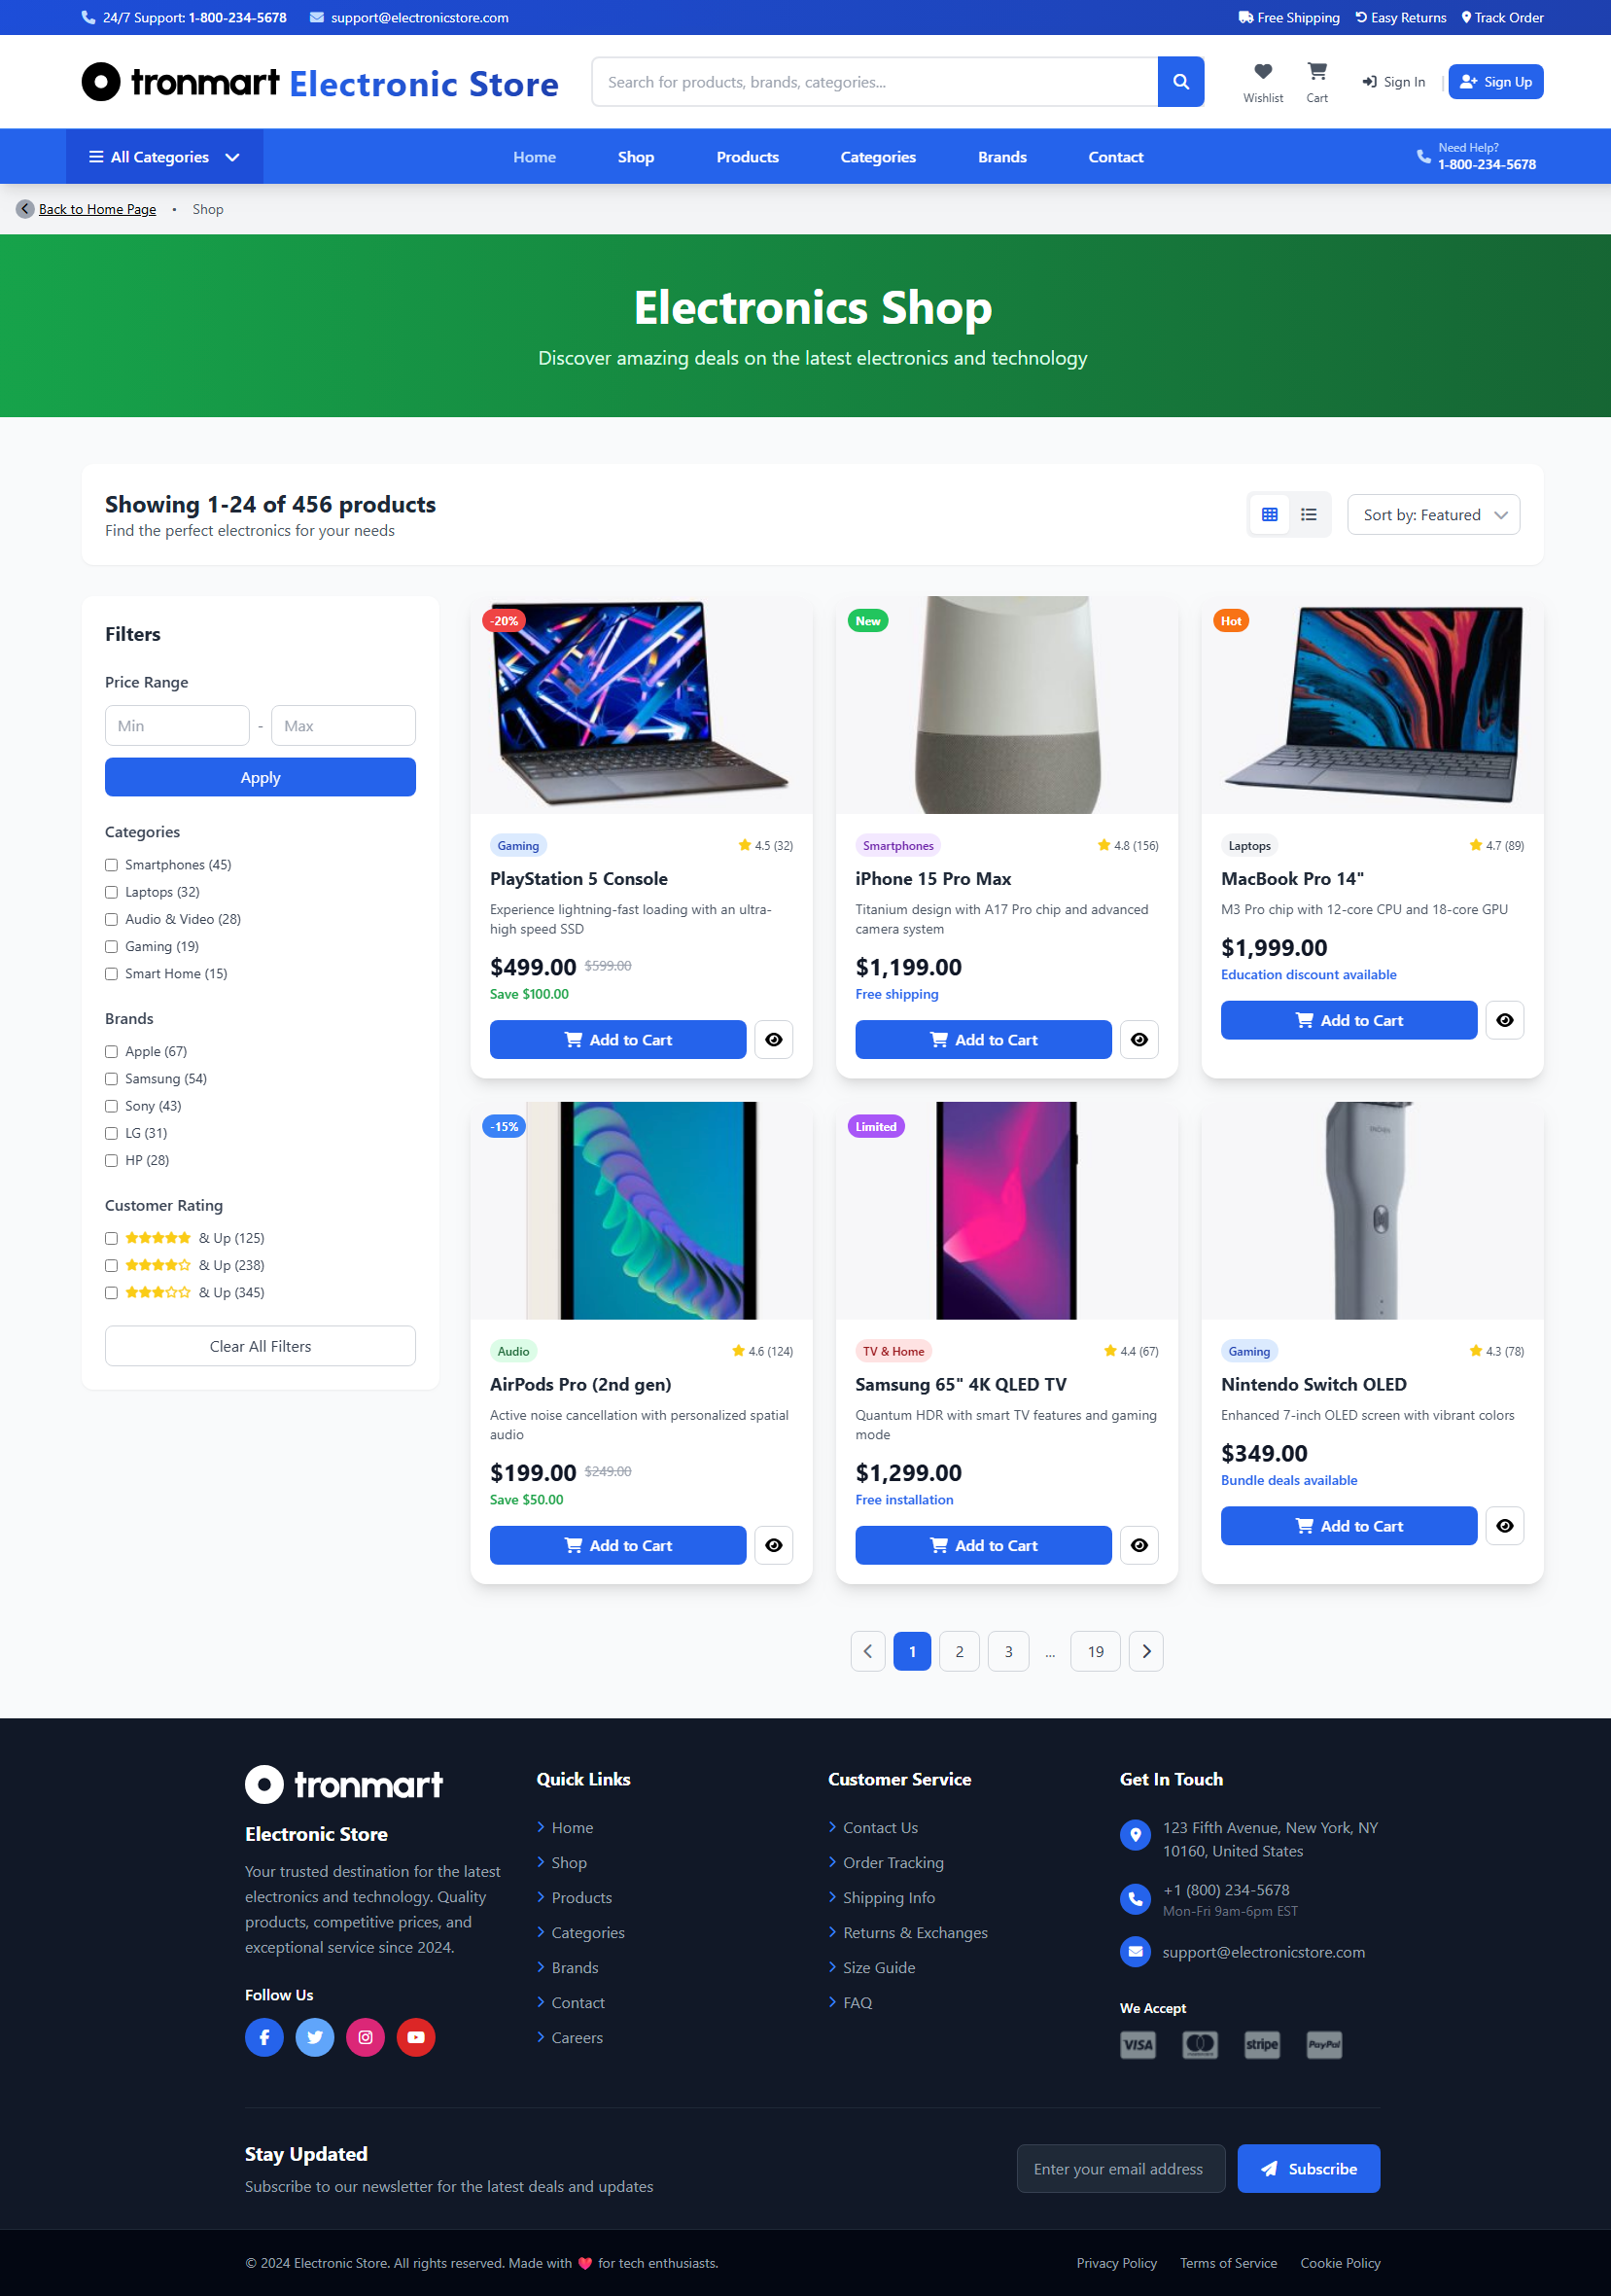 24/7 Support: 1-800-234-5678 support@electronicstore.com Free Shipping Easy Returns Track Order
tronmart Electronic Store Search for products, brands, categories... Wishlist Cart Sign In | Sign Up
All Categories Home Shop Products Categories Brands Contact Need Help? 1-800-234-5678
Back to Home Page • Shop
Electronics Shop
Discover amazing deals on the latest electronics and technology
Showing 1-24 of 456 products
Find the perfect electronics for your needs
Sort by: Featured
Filters
Price Range
Min - Max
Apply
Categories
Smartphones (45)
Laptops (32)
Audio & Video (28)
Gaming (19)
Smart Home (15)
Brands
Apple (67)
Samsung (54)
Sony (43)
LG (31)
HP (28)
Customer Rating
& Up (125)
& Up (238)
& Up (345)
Clear All Filters
-20%
Gaming 4.5 (32)
PlayStation 5 Console
Experience lightning-fast loading with an ultra-
high speed SSD
$499.00 $599.00
Save $100.00
Add to Cart
New
Smartphones 4.8 (156)
iPhone 15 Pro Max
Titanium design with A17 Pro chip and advanced
camera system
$1,199.00
Free shipping
Add to Cart
Hot
Laptops 4.7 (89)
MacBook Pro 14"
M3 Pro chip with 12-core CPU and 18-core GPU
$1,999.00
Education discount available
Add to Cart
-15%
Audio 4.6 (124)
AirPods Pro (2nd gen)
Active noise cancellation with personalized spatial
audio
$199.00 $249.00
Save $50.00
Add to Cart
Limited
TV & Home 4.4 (67)
Samsung 65" 4K QLED TV
Quantum HDR with smart TV features and gaming
mode
$1,299.00
Free installation
Add to Cart
Gaming 4.3 (78)
Nintendo Switch OLED
Enhanced 7-inch OLED screen with vibrant colors
$349.00
Bundle deals available
Add to Cart
1 2 3 ... 19
tronmart
Electronic Store
Your trusted destination for the latest
electronics and technology. Quality
products, competitive prices, and
exceptional service since 2024.
Follow Us
Quick Links
Home
Shop
Products
Categories
Brands
Contact
Careers
Customer Service
Contact Us
Order Tracking
Shipping Info
Returns & Exchanges
Size Guide
FAQ
Get In Touch
123 Fifth Avenue, New York, NY
10160, United States
+1 (800) 234-5678
Mon-Fri 9am-6pm EST
support@electronicstore.com
We Accept
VISA stripe PayPal
Stay Updated
Subscribe to our newsletter for the latest deals and updates
Enter your email address Subscribe
© 2024 Electronic Store. All rights reserved. Made with ❤️ for tech enthusiasts. Privacy Policy Terms of Service Cookie Policy